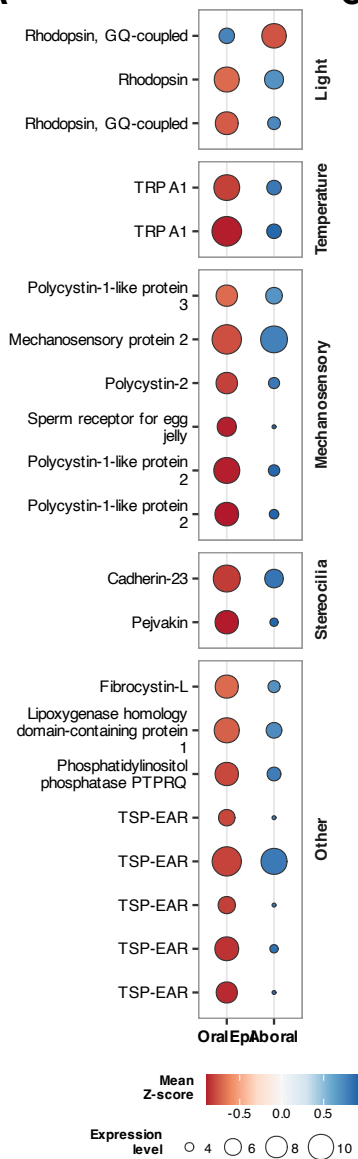 Rhodopsin, GQ-coupled
Rhodopsin
Rhodopsin, GQ-coupled
Light
TRP A1
TRP A1
Temperature
Polycystin-1-like protein
3
Mechanosensory protein 2
Polycystin-2
Sperm receptor for egg
jelly
Polycystin-1-like protein
2
Polycystin-1-like protein
2
Mechanosensory
Cadherin-23
Pejvakin
Stereocilia
Fibrocystin-L
Lipoxygenase homology
domain-containing protein
1
Phosphatidylinositol
phosphatase PTPRQ
TSP-EAR
TSP-EAR
TSP-EAR
TSP-EAR
TSP-EAR
Other
Oral Epi Aboral
Mean
Z-score
-0.5 0.0 0.5
Expression
level
4 6 8 10